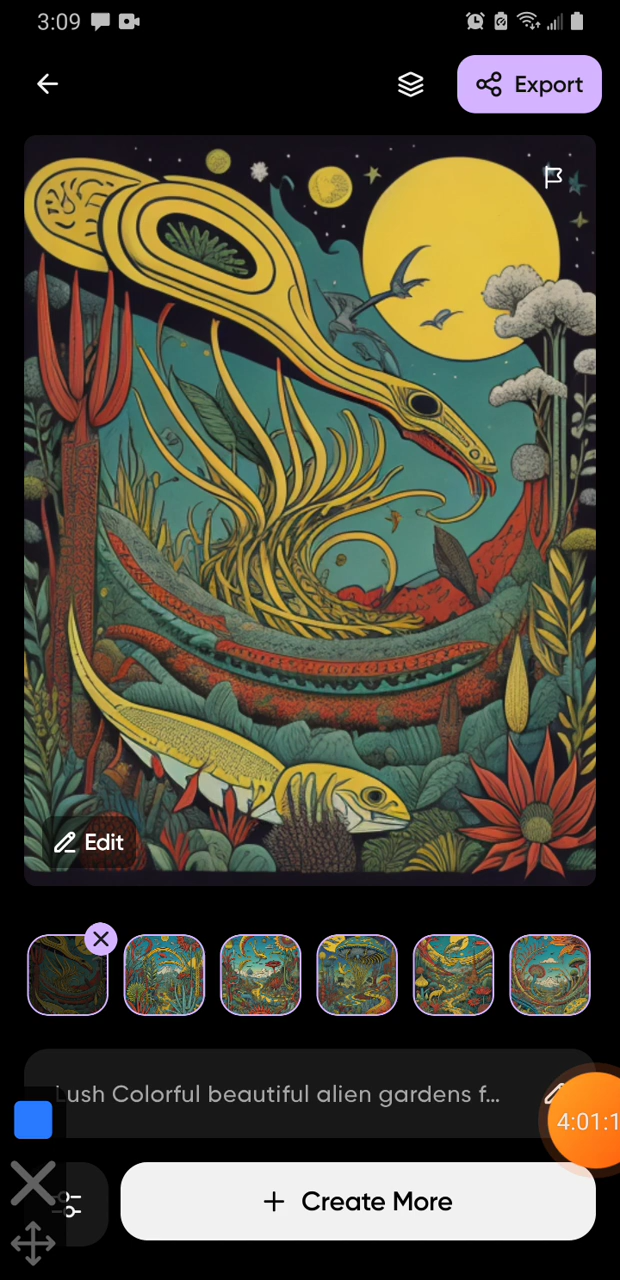 3:09
Export
Edit
Lush Colorful beautiful alien gardens f...
4:01:1
+ Create More